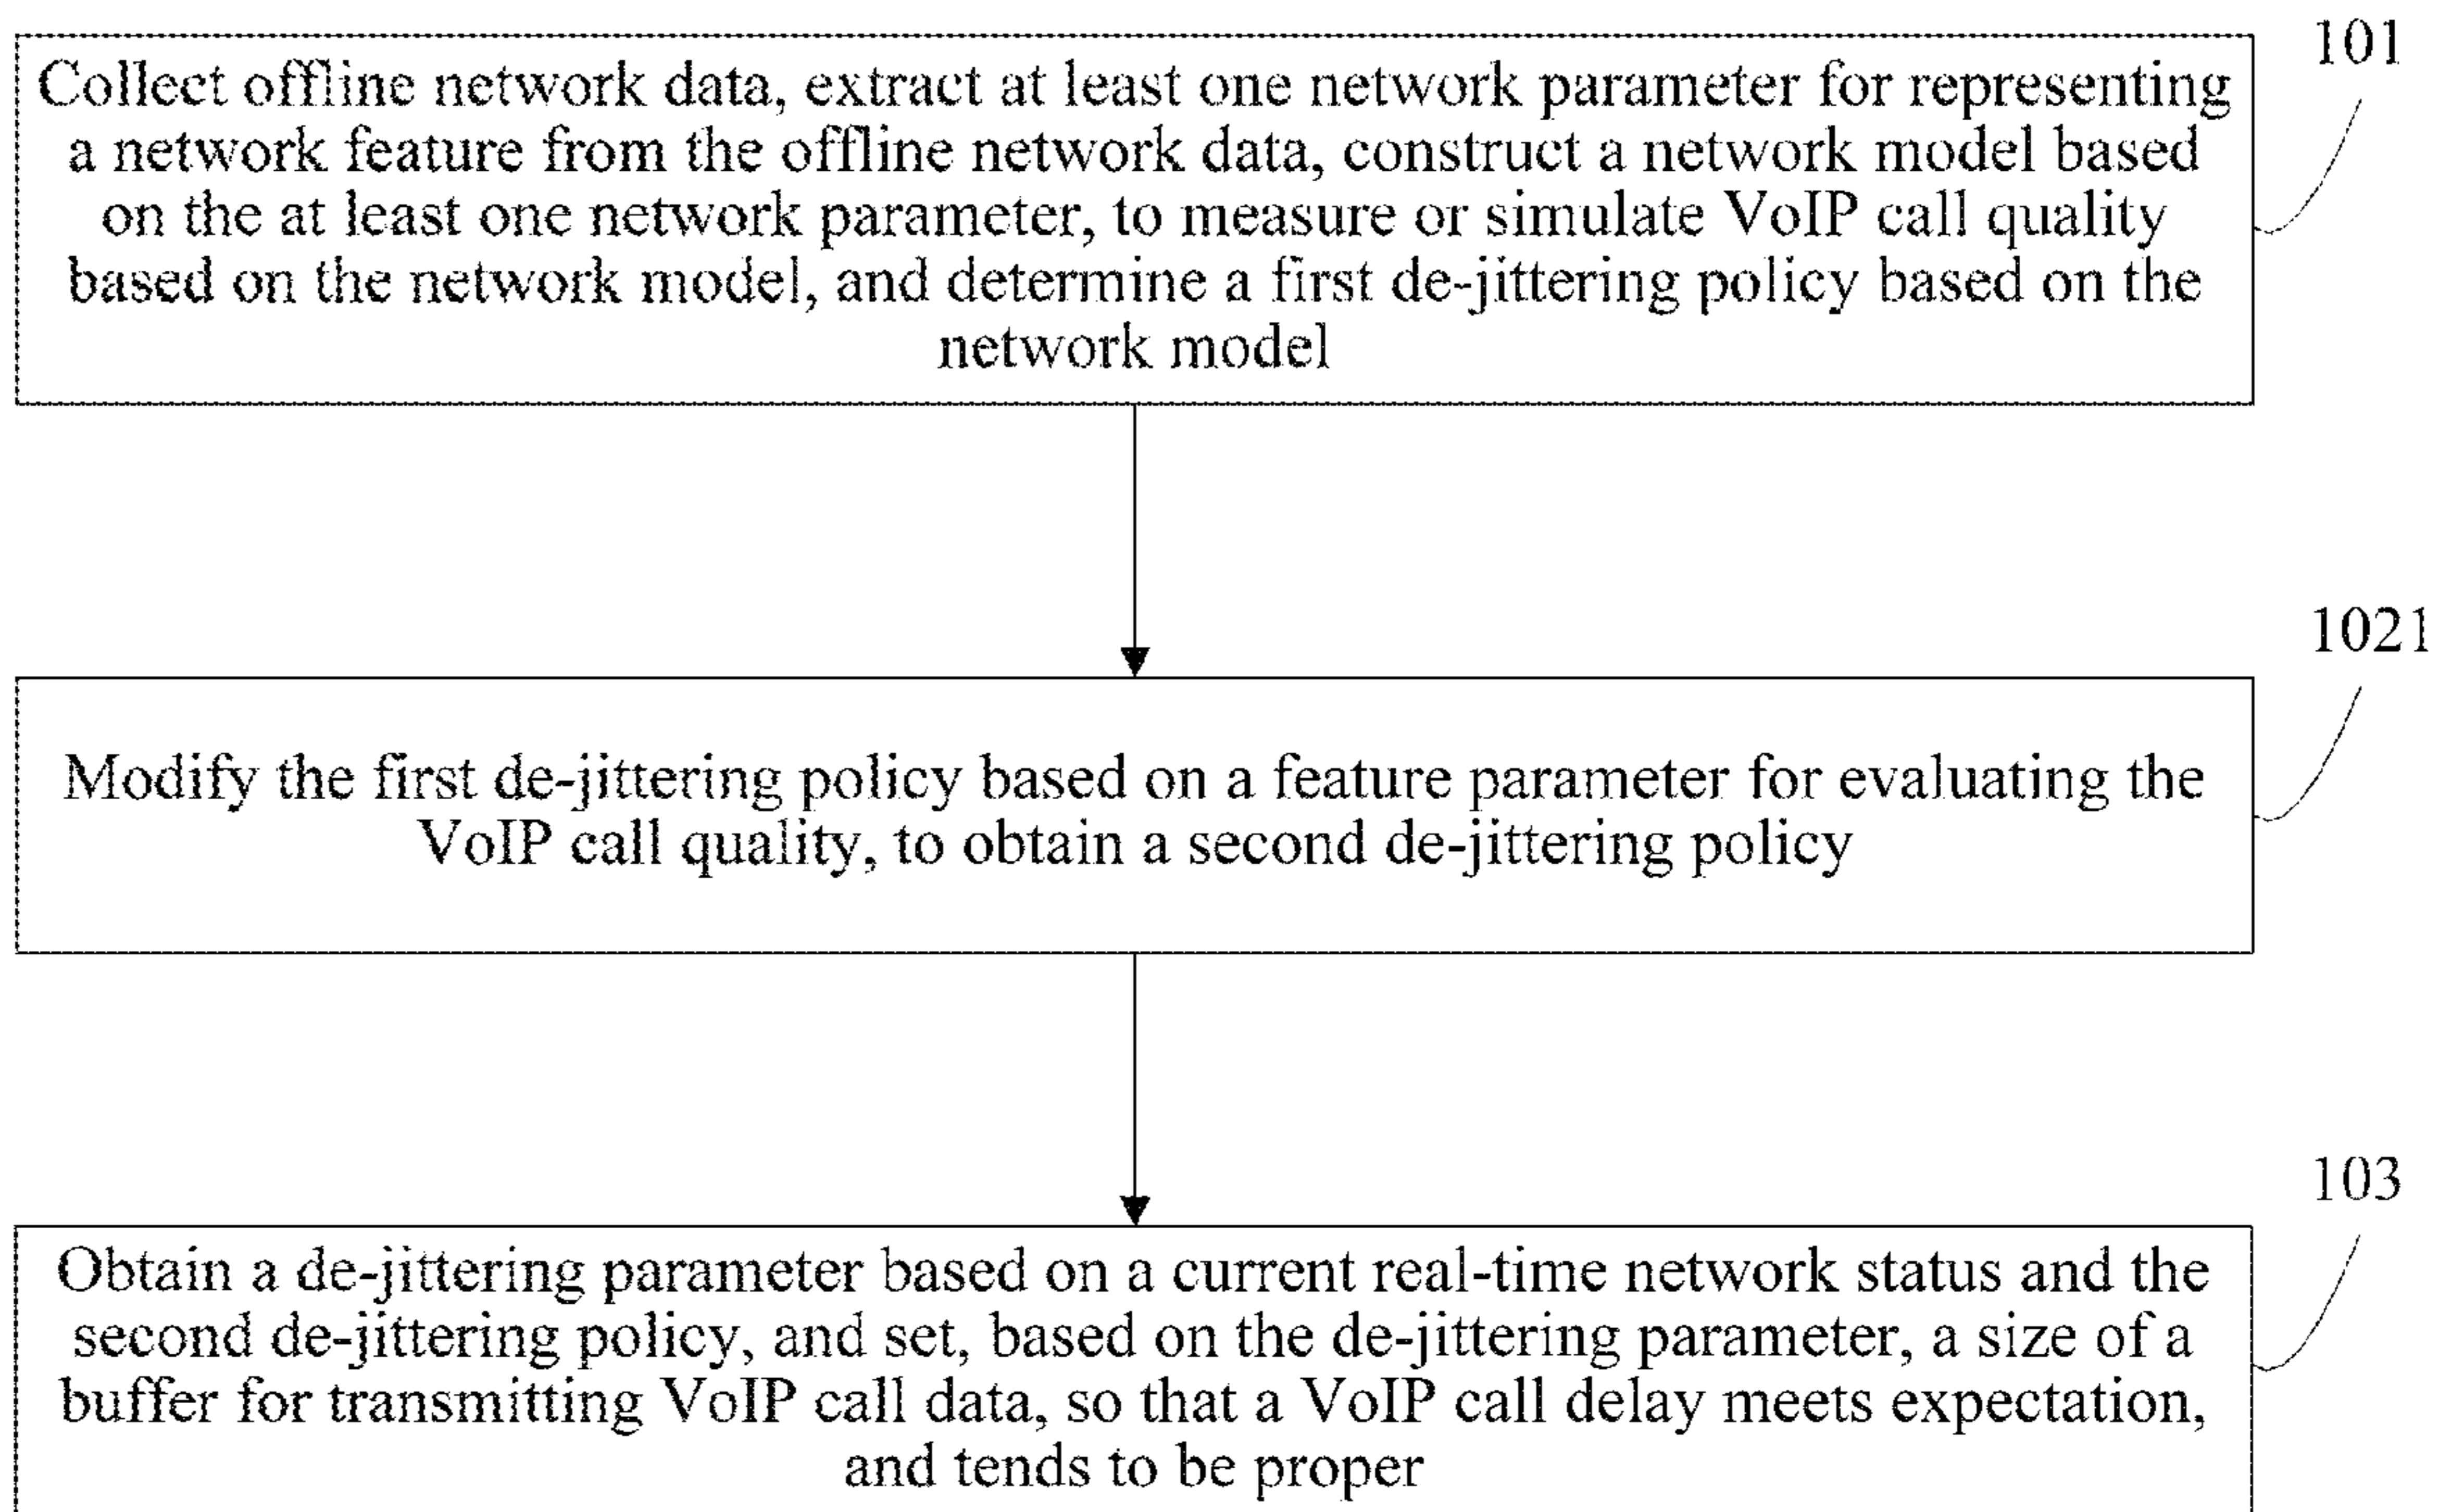 101
Collect offline network data, extract at least one network parameter for representing
a network feature from the offline network data, construct a network model based
on the at least one network parameter, to measure or simulate VoIP call quality
based on the network model, and determine a first de-jittering policy based on the
network model
1021
Modify the first de-jittering policy based on a feature parameter for evaluating the
VoIP call quality, to obtain a second de-jittering policy
103
Obtain a de-jittering parameter based on a current real-time network status and the
second de-jittering policy, and set, based on the de-jittering parameter, a size of a
buffer for transmitting VoIP call data, so that a VoIP call delay meets expectation,
and tends to be proper